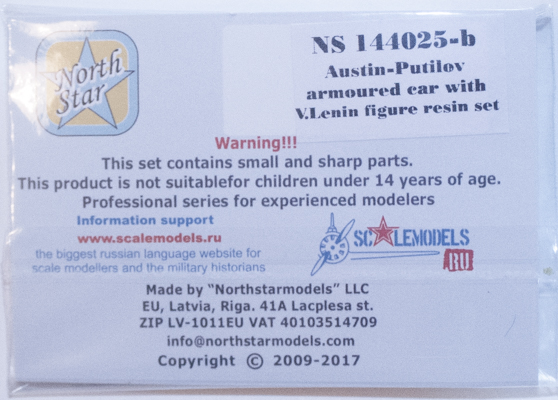 North
Star
NS 144025-b
Austin-Putilov
armoured car with
V.Lenin figure resin set
Warning!!!
This set contains small and sharp parts.
This product is not suitablefor children under 14 years of age.
Professional series for experienced modelers
Information support
www.scalemodels.ru
the biggest russian language website for
scale modellers and the military historians
SCALEMODELS
RU
Made by "Northstarmodels" LLC
EU, Latvia, Riga. 41A Lacplesa st.
ZIP LV-1011EU VAT 40103514709
info@northstarmodels.com
Copyright © 2009-2017